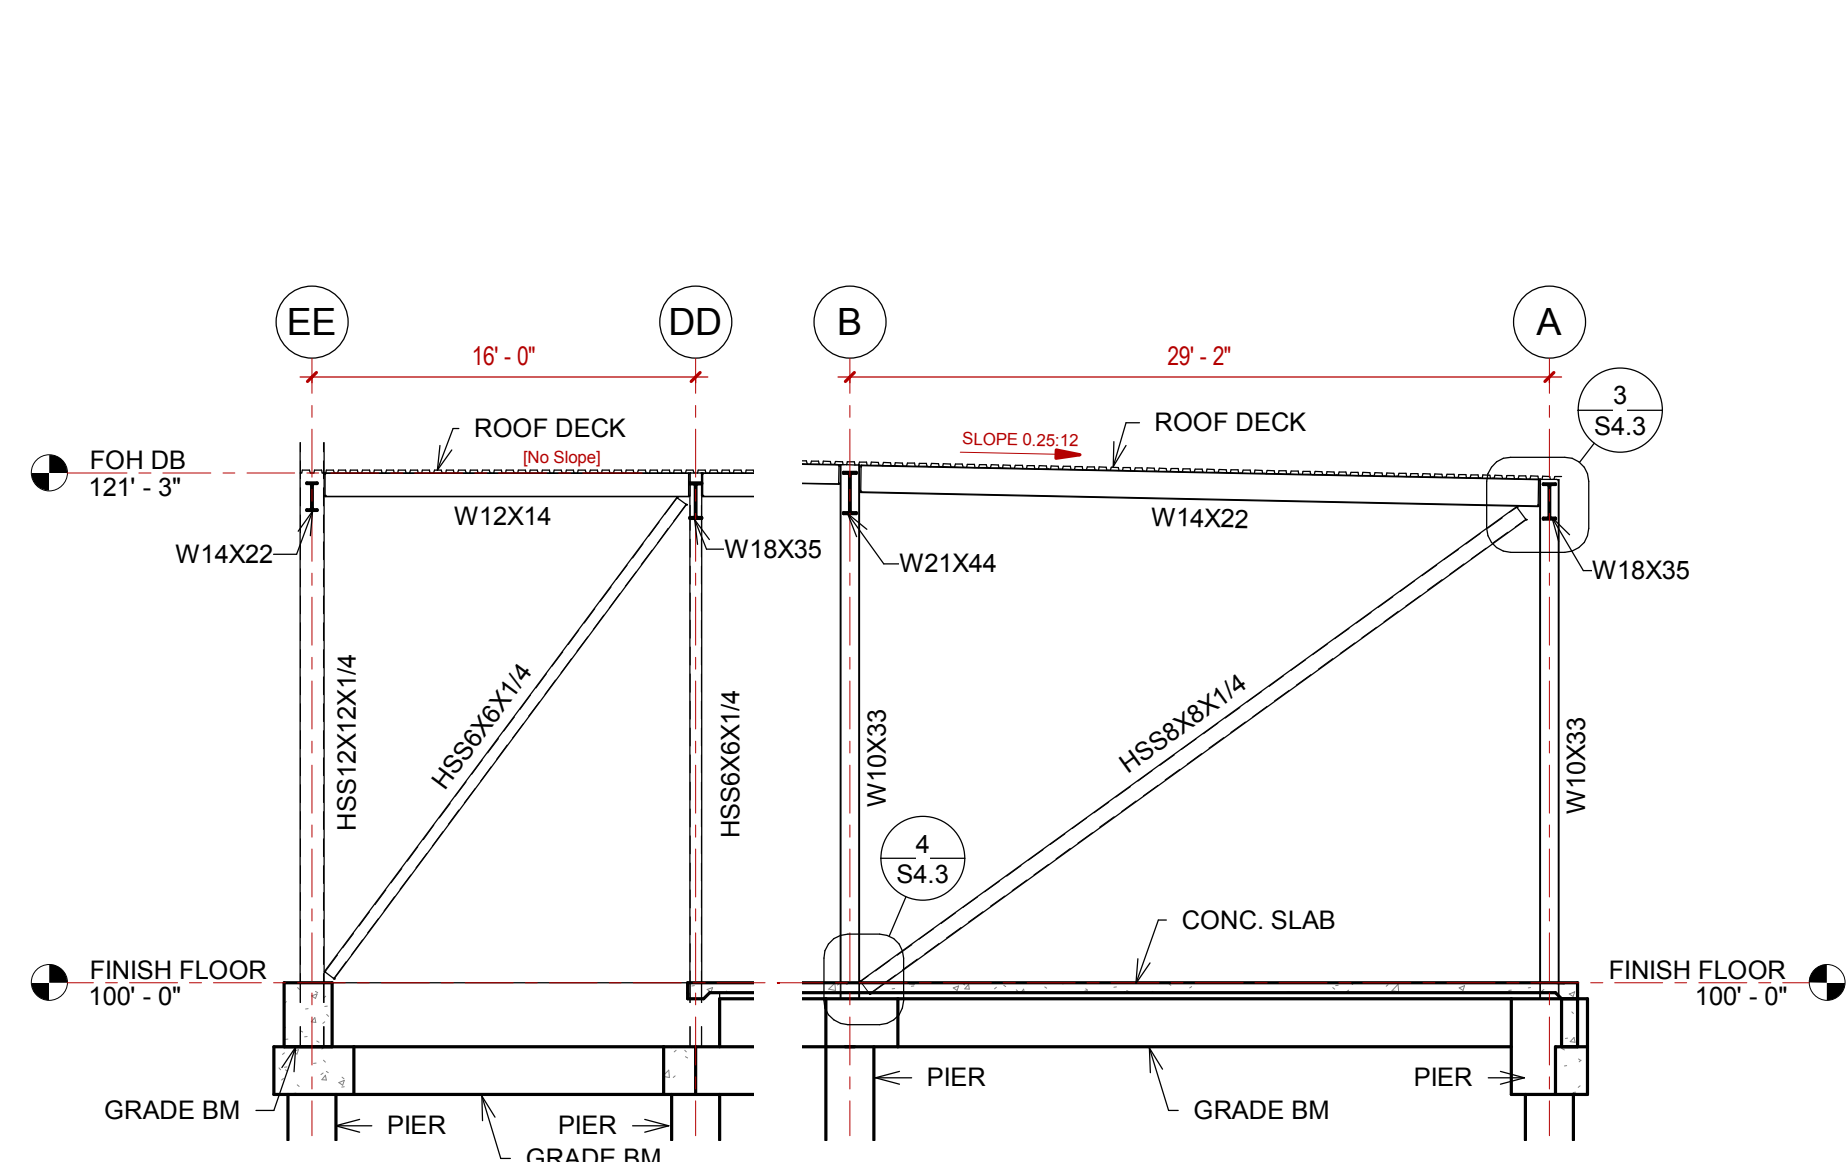 EE
DD
B
A
16' - 0"
29' - 2"
3
S4.3
ROOF DECK
[No Slope]
SLOPE 0.25:12
ROOF DECK
FOH DB
121' - 3"
W12X14
W14X22
W14X22
W18X35
W21X44
W18X35
HSS12X12X1/4
HSS6X6X1/4
HSS6X6X1/4
W10X33
HSS8X8X1/4
W10X33
4
S4.3
CONC. SLAB
FINISH FLOOR
100' - 0"
FINISH FLOOR
100' - 0"
PIER
PIER
GRADE BM
GRADE BM
PIER
PIER
GRADE BM